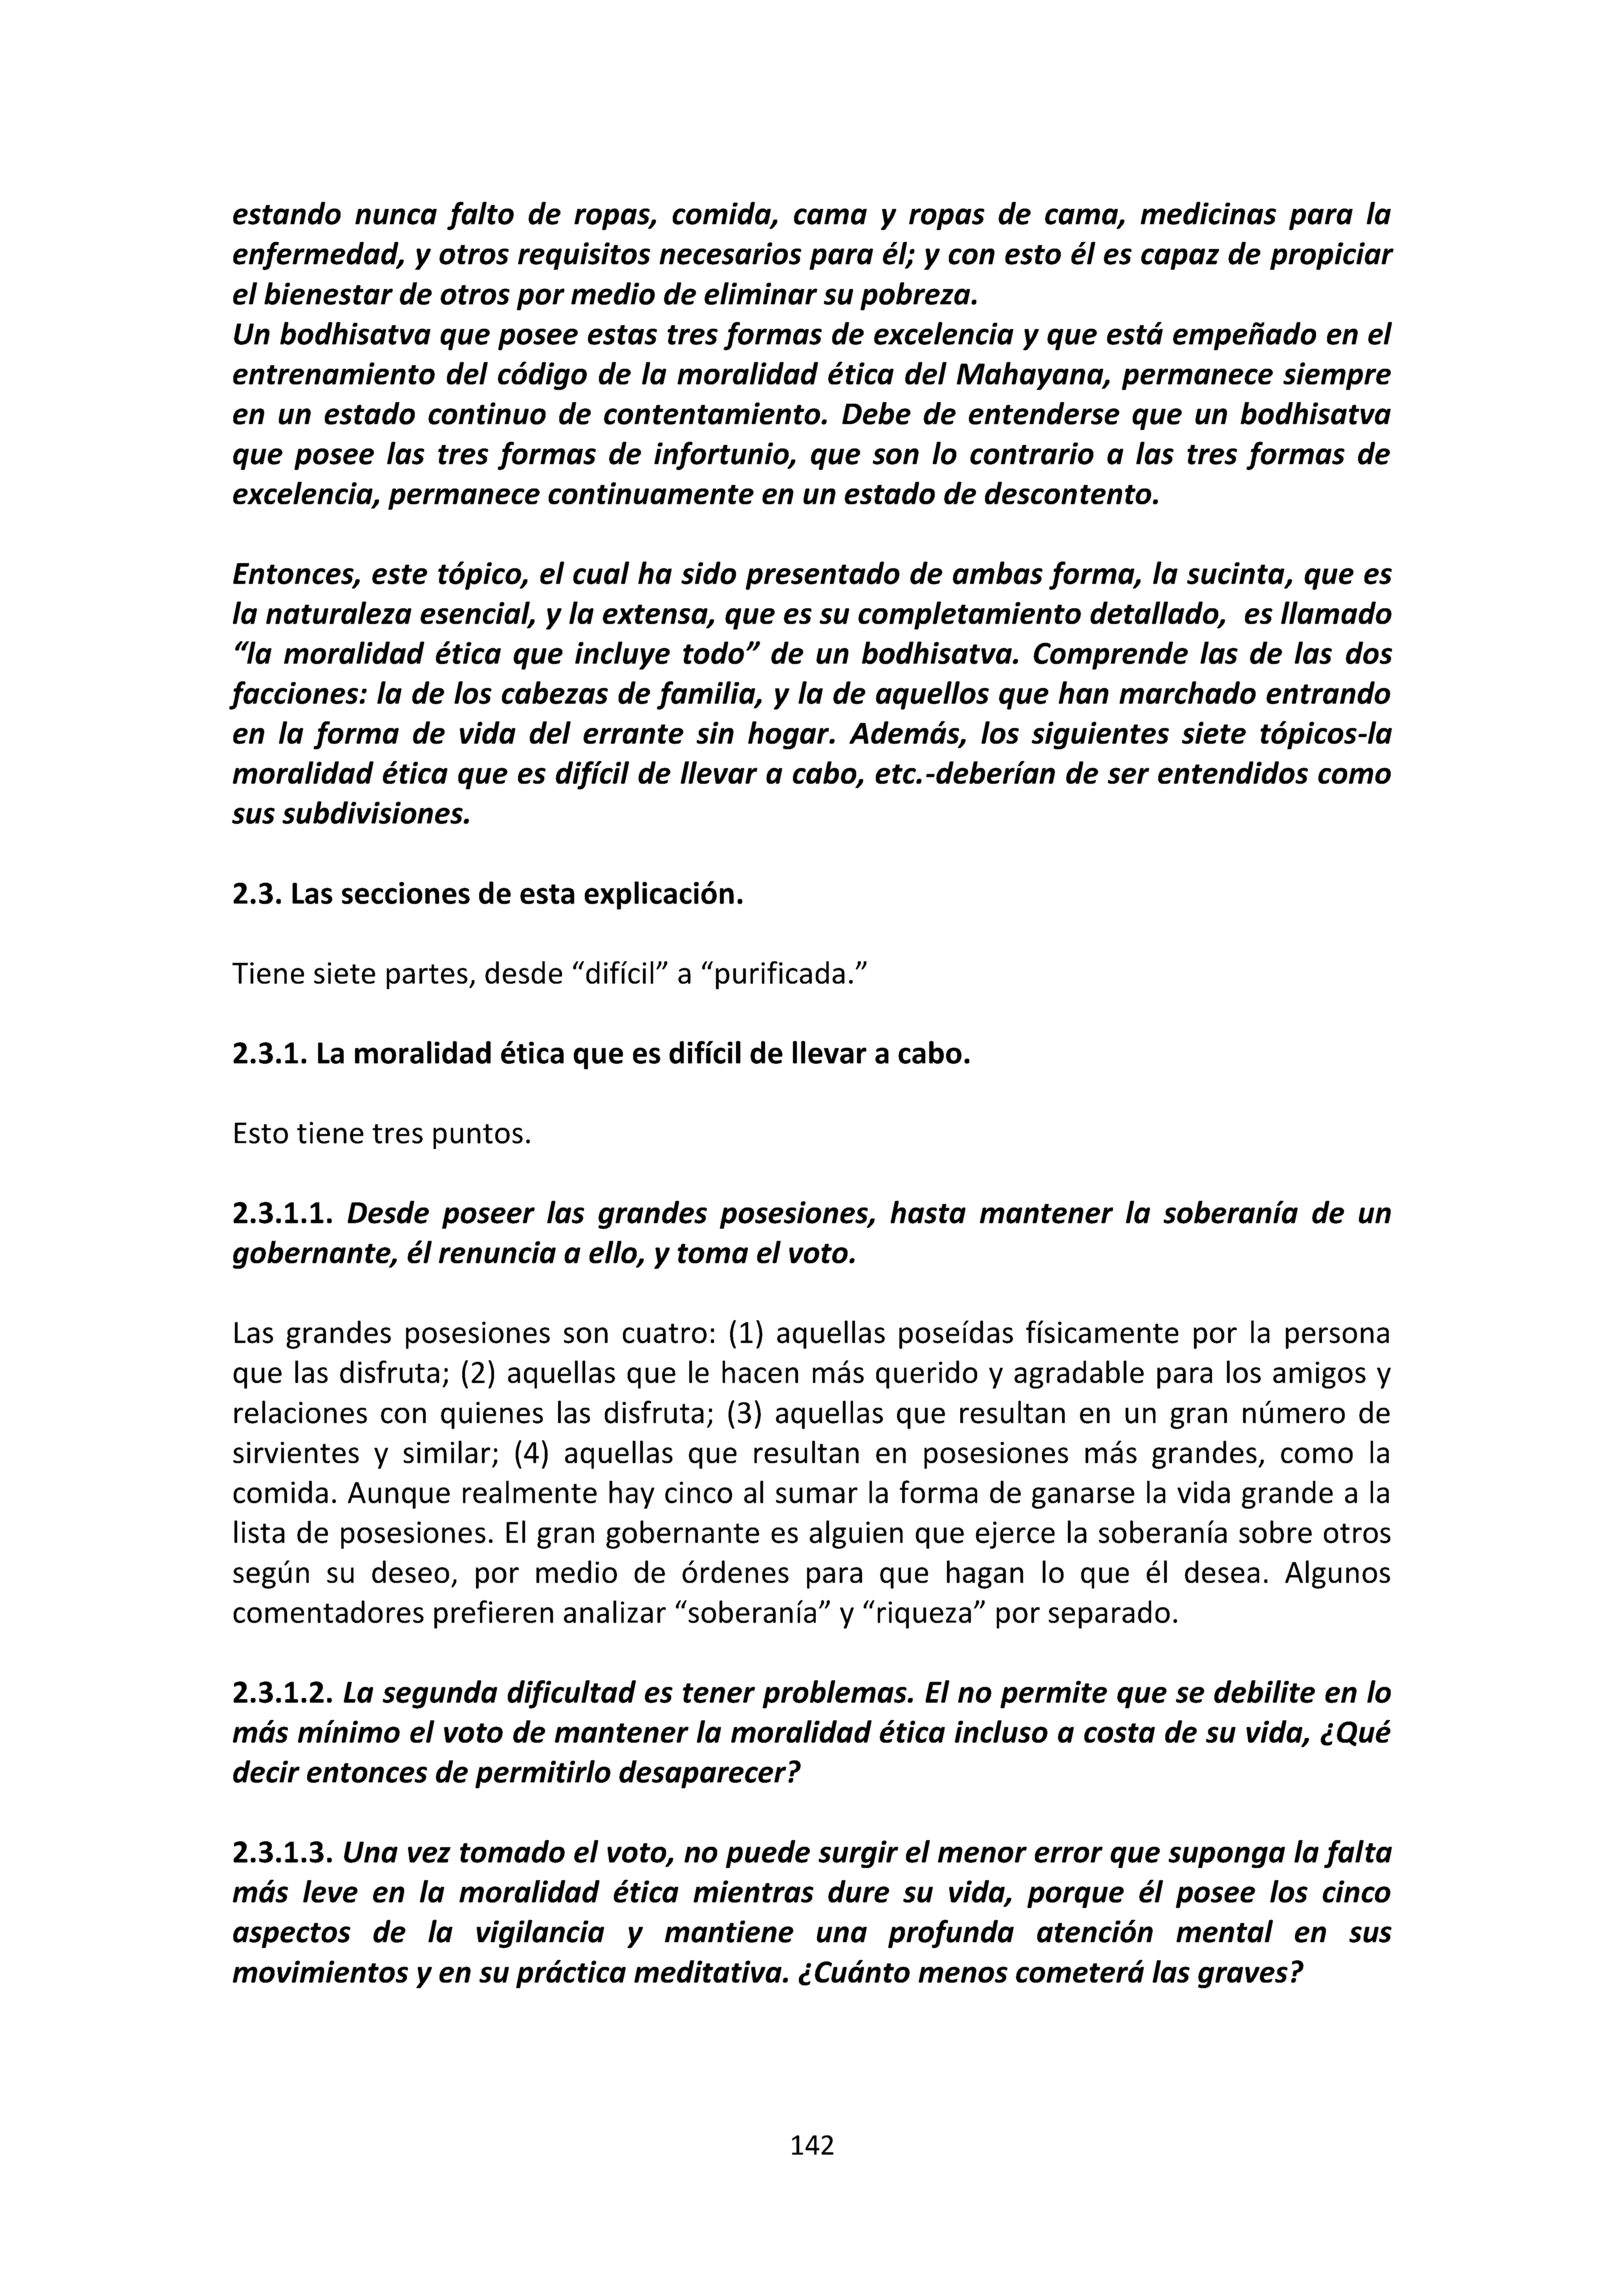 estando nunca falto de ropas, comida, cama y ropas de cama, medicinas para la
enfermedad, y otros requisitos necesarios para él; y con esto él es capaz de propiciar
el bienestar de otros por medio de eliminar su pobreza.
Un bodhisatva que posee estas tres formas de excelencia y que está empeñado en el
entrenamiento del código de la moralidad ética del Mahayana, permanece siempre
en un estado continuo de contentamiento. Debe de entenderse que un bodhisatva
que posee las tres formas de infortunio, que son lo contrario a las tres formas de
excelencia, permanece continuamente en un estado de descontento.
Entonces, este tópico, el cual ha sido presentado de ambas forma, la sucinta, que es
la naturaleza esencial, y la extensa, que es su completamiento detallado,  es llamado
“la moralidad ética que incluye todo” de un bodhisatva. Comprende las de las dos
facciones: la de los cabezas de familia, y la de aquellos que han marchado entrando
en la forma de vida del errante sin hogar. Además, los siguientes siete tópicos-la
moralidad ética que es difícil de llevar a cabo, etc.-deberían de ser entendidos como
sus subdivisiones.
2.3. Las secciones de esta explicación.
Tiene siete partes, desde “difícil” a “purificada.”
2.3.1. La moralidad ética que es difícil de llevar a cabo.
Esto tiene tres puntos.
2.3.1.1. Desde poseer las grandes posesiones, hasta mantener la soberanía de un
gobernante, él renuncia a ello, y toma el voto.
Las grandes posesiones son cuatro: (1) aquellas poseídas físicamente por la persona
que las disfruta; (2) aquellas que le hacen más querido y agradable para los amigos y
relaciones con quienes las disfruta; (3) aquellas que resultan en un gran número de
sirvientes y similar; (4) aquellas que resultan en posesiones más grandes, como la
comida. Aunque realmente hay cinco al sumar la forma de ganarse la vida grande a la
lista de posesiones. El gran gobernante es alguien que ejerce la soberanía sobre otros
según su deseo, por medio de órdenes para que hagan lo que él desea. Algunos
comentadores prefieren analizar “soberanía” y “riqueza” por separado.
2.3.1.2. La segunda dificultad es tener problemas. El no permite que se debilite en lo
más mínimo el voto de mantener la moralidad ética incluso a costa de su vida, ¿Qué
decir entonces de permitirlo desaparecer?
2.3.1.3. Una vez tomado el voto, no puede surgir el menor error que suponga la falta
más leve en la moralidad ética mientras dure su vida, porque él posee los cinco
aspectos de la vigilancia y mantiene una profunda atención mental en sus
movimientos y en su práctica meditativa. ¿Cuánto menos cometerá las graves?
142